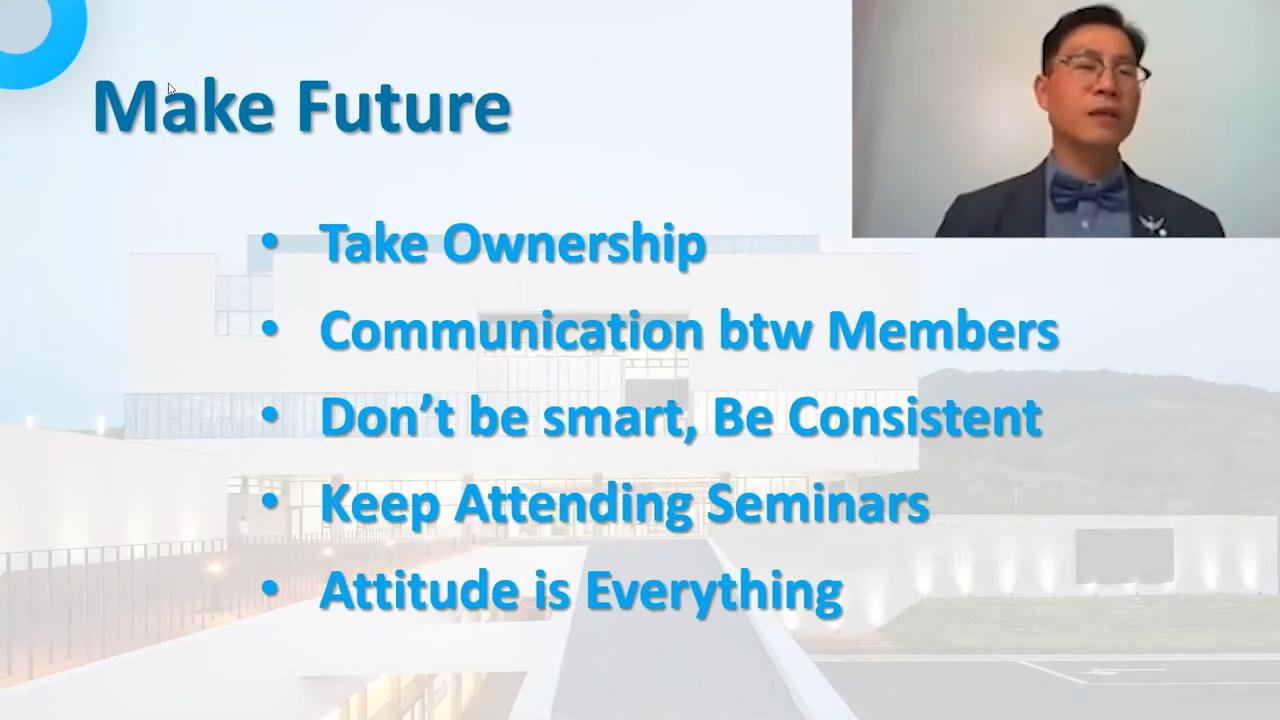 Make Future
• Take Ownership
• Communication btw Members
• Don’t be smart, Be Consistent
• Keep Attending Seminars
• Attitude is Everything